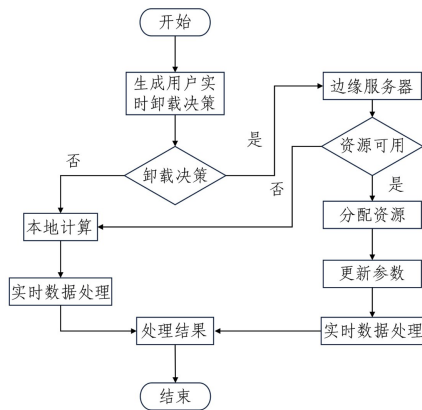 开始
生成用户实
时卸载决策
边缘服务器
是
资源可用
否
卸载决策
否
是
本地计算
分配资源
更新参数
实时数据处理
处理结果
实时数据处理
结束